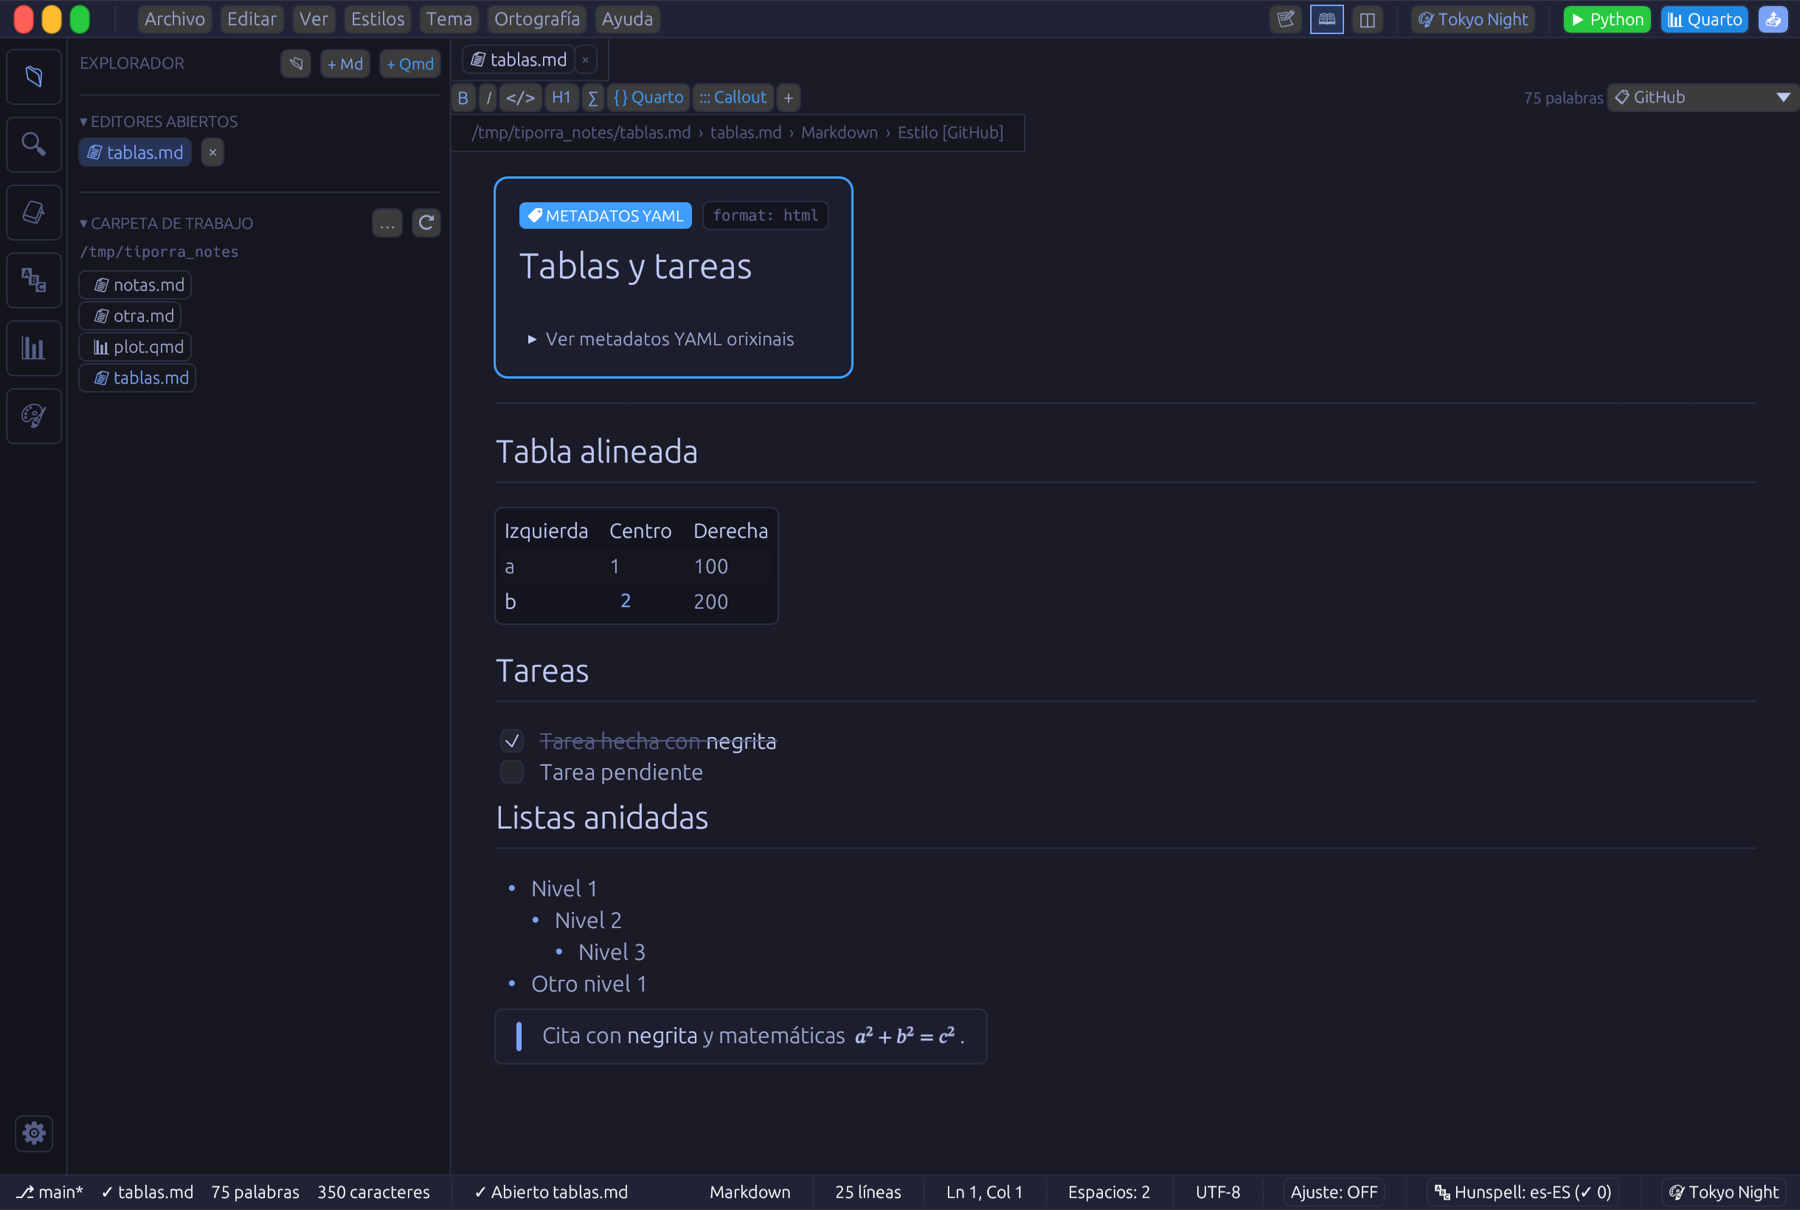 Archivo Editar Ver Estilos Tema Ortografía Ayuda Tokyo Night Python Quarto
EXPLORADOR + Md + Qmd
▾ EDITORES ABIERTOS
tablas.md ×
▾ CARPETA DE TRABAJO ...
/tmp/tiporra_notes
notas.md
otra.md
plot.qmd
tablas.md
tablas.md ×
B I </> H1 ∑ {} Quarto ::: Callout + 75 palabras GitHub
/tmp/tiporra_notes/tablas.md › tablas.md › Markdown › Estilo [GitHub]
METADATOS YAML format: html
Tablas y tareas
▸ Ver metadatos YAML orixinais
Tabla alineada
Izquierda Centro Derecha
a 1 100
b 2 200
Tareas
✓ Tarea hecha con negrita
Tarea pendiente
Listas anidadas
• Nivel 1
• Nivel 2
• Nivel 3
• Otro nivel 1
Cita con negrita y matemáticas a² + b² = c² .
main* ✓ tablas.md 75 palabras 350 caracteres ✓ Abierto tablas.md Markdown 25 líneas Ln 1, Col 1 Espacios: 2 UTF-8 Ajuste: OFF Hunspell: es-ES (✓ 0) Tokyo Night